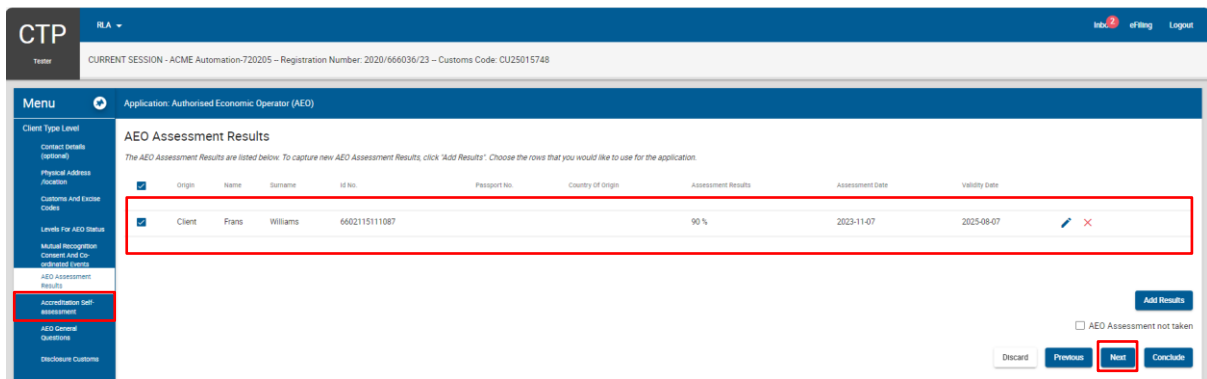 CTP
RLA
Inbox 2 eFiling Logout
Tester
CURRENT SESSION - ACME Automation-720205 – Registration Number: 2020/666036/23 – Customs Code: CU25015748
Menu
Application: Authorised Economic Operator (AEO)
Client Type Level
Contact Details
(optional)
Physical Address
/location
Customs And Excise
Codes
Levels For AEO Status
Mutual Recognition
Consent And Co-
ordinated Events
AEO Assessment
Results
Accreditation Self-
assessment
AEO General
Questions
Disclosure Customs
AEO Assessment Results
The AEO Assessment Results are listed below. To capture new AEO Assessment Results, click "Add Results". Choose the rows that you would like to use for the application.
Origin Name Surname Id No. Passport No. Country Of Origin Assessment Results Assessment Date Validity Date
Client Frans Williams 6602115111087 90 % 2023-11-07 2025-08-07
Add Results
AEO Assessment not taken
Discard Previous Next Conclude